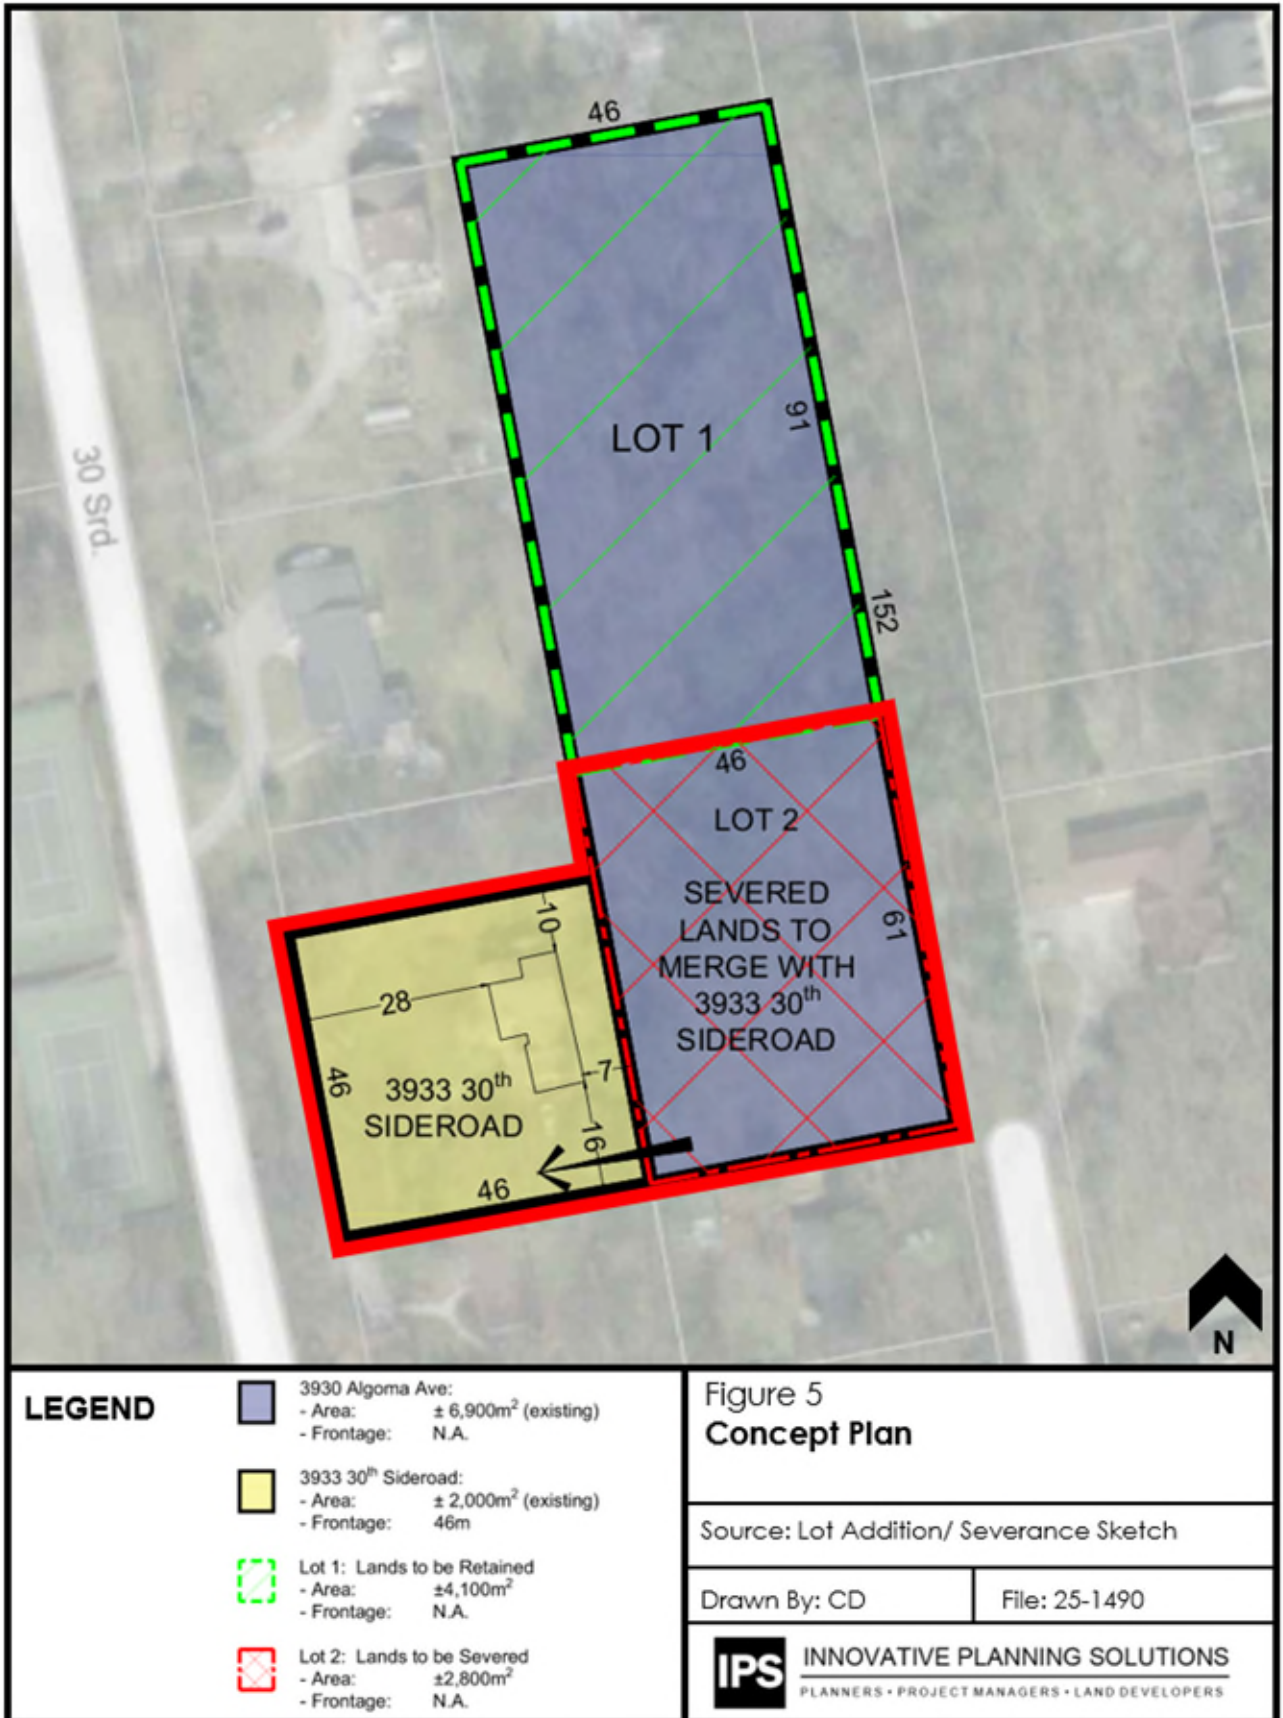 46
LOT 1
91
30 Srd.
152
46
LOT 2
SEVERED
LANDS TO
MERGE WITH
3933 30th
SIDEROAD
61
10
28
46
3933 30th
SIDEROAD
7
16
46
N
LEGEND
3930 Algoma Ave:
- Area: ± 6,900m² (existing)
- Frontage: N.A.
3933 30th Sideroad:
- Area: ± 2,000m² (existing)
- Frontage: 46m
Lot 1: Lands to be Retained
- Area: ±4,100m²
- Frontage: N.A.
Lot 2: Lands to be Severed
- Area: ±2,800m²
- Frontage: N.A.
Figure 5
Concept Plan
Source: Lot Addition/ Severance Sketch
Drawn By: CD
File: 25-1490
IPS
INNOVATIVE PLANNING SOLUTIONS
PLANNERS • PROJECT MANAGERS • LAND DEVELOPERS